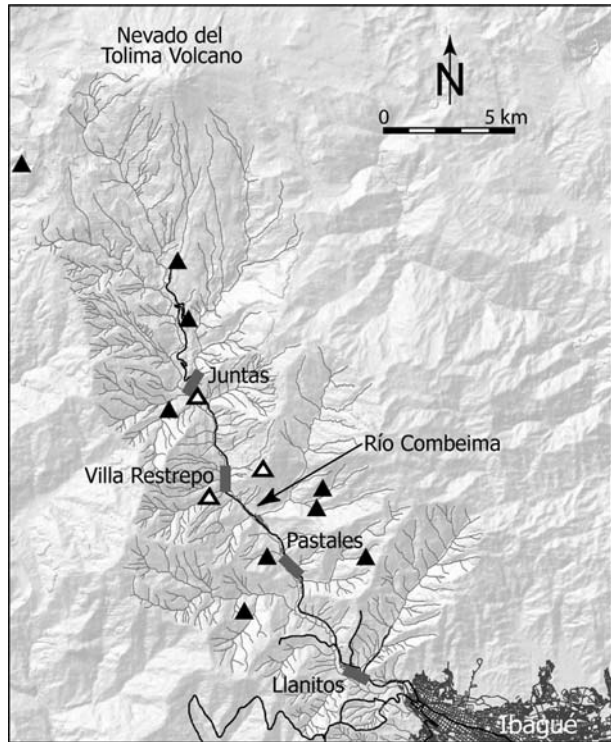 Nevado del
Tolima Volcano
N
0 5 km
Juntas
Río Combeima
Villa Restrepo
Pastales
Llanitos
Ibagué